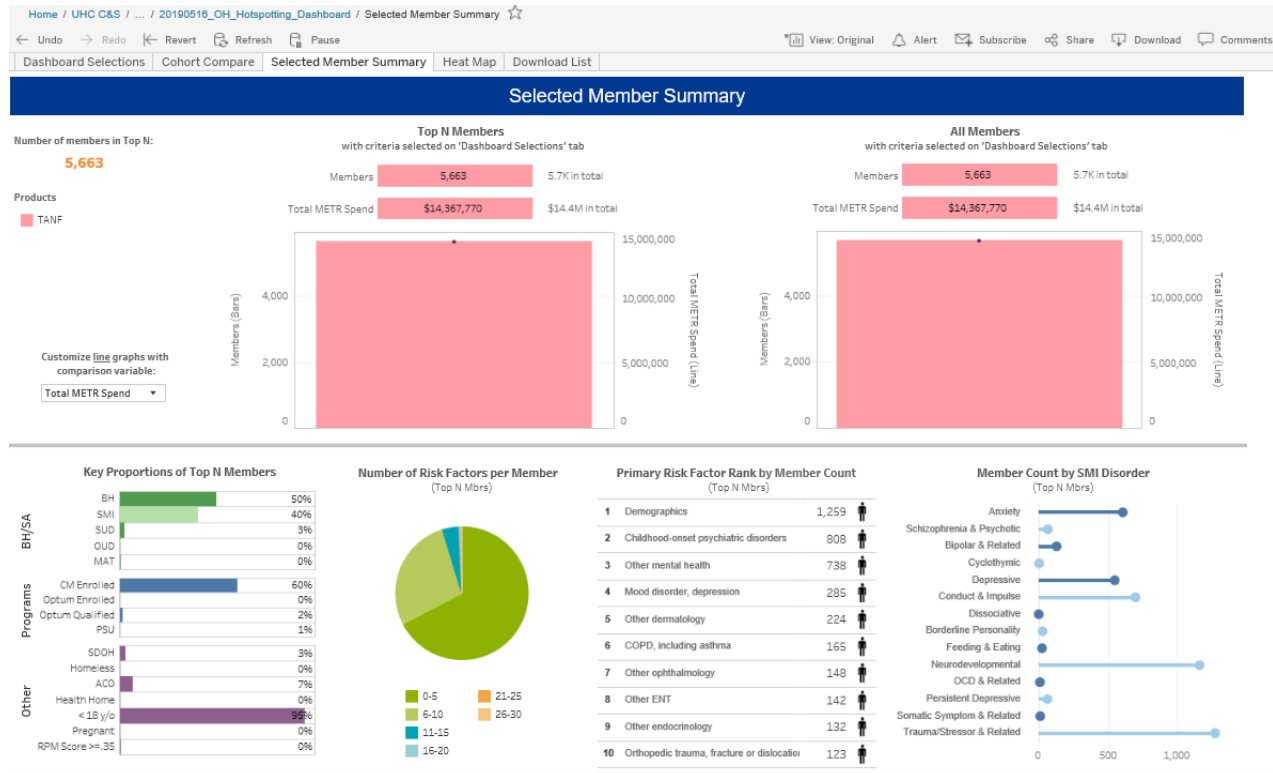 Home / UHC C&S / ... / 20190516_OH_Hotspotting_Dashboard / Selected Member Summary
Undo Redo Revert Refresh Pause View: Original Alert Subscribe Share Download Comments
Dashboard Selections Cohort Compare Selected Member Summary Heat Map Download List
Selected Member Summary
Number of members in Top N:
5,663
Products
TANF
Customize line graphs with
comparison variable:
Total METR Spend
Top N Members
with criteria selected on 'Dashboard Selections' tab
Members 5,663 5.7K in total
Total METR Spend $14,367,770 $14.4M in total
Members (Bars)
4,000
2,000
0
15,000,000
10,000,000
5,000,000
0
Total METR Spend (Line)
All Members
with criteria selected on 'Dashboard Selections' tab
Members 5,663 5.7K in total
Total METR Spend $14,367,770 $14.4M in total
Members (Bars)
4,000
2,000
0
15,000,000
10,000,000
5,000,000
0
Total METR Spend (Line)
Key Proportions of Top N Members
BH/SA
BH 50%
SMI 40%
SUD 3%
OUD 0%
MAT 0%
Programs
CM Enrolled 60%
Optum Enrolled 0%
Optum Qualified 2%
PSU 1%
Other
SDOH 3%
Homeless 0%
ACO 7%
Health Home 0%
< 18 y/o 95%
Pregnant 0%
RPM Score >=.35 0%
Number of Risk Factors per Member
(Top N Mbrs)
0-5
6-10
11-15
16-20
21-25
26-30
Primary Risk Factor Rank by Member Count
(Top N Mbrs)
1 Demographics 1,259
2 Childhood-onset psychiatric disorders 808
3 Other mental health 738
4 Mood disorder, depression 285
5 Other dermatology 224
6 COPD, including asthma 165
7 Other ophthalmology 148
8 Other ENT 142
9 Other endocrinology 132
10 Orthopedic trauma, fracture or dislocatior 123
Member Count by SMI Disorder
(Top N Mbrs)
Anxiety
Schizophrenia & Psychotic
Bipolar & Related
Cyclothymic
Depressive
Conduct & Impulse
Dissociative
Borderline Personality
Feeding & Eating
Neurodevelopmental
OCD & Related
Persistent Depressive
Somatic Symptom & Related
Trauma/Stressor & Related
0 500 1,000